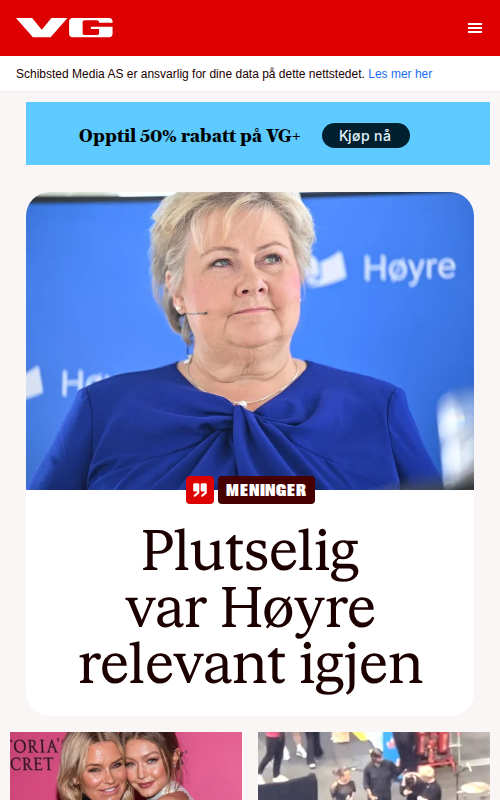 VG
Schibsted Media AS er ansvarlig for dine data på dette nettstedet. Les mer her
Opptil 50% rabatt på VG+
Kjøp nå
Høyre
Hø
MENINGER
Plutselig
var Høyre
relevant igjen
TORIA'S
CRET